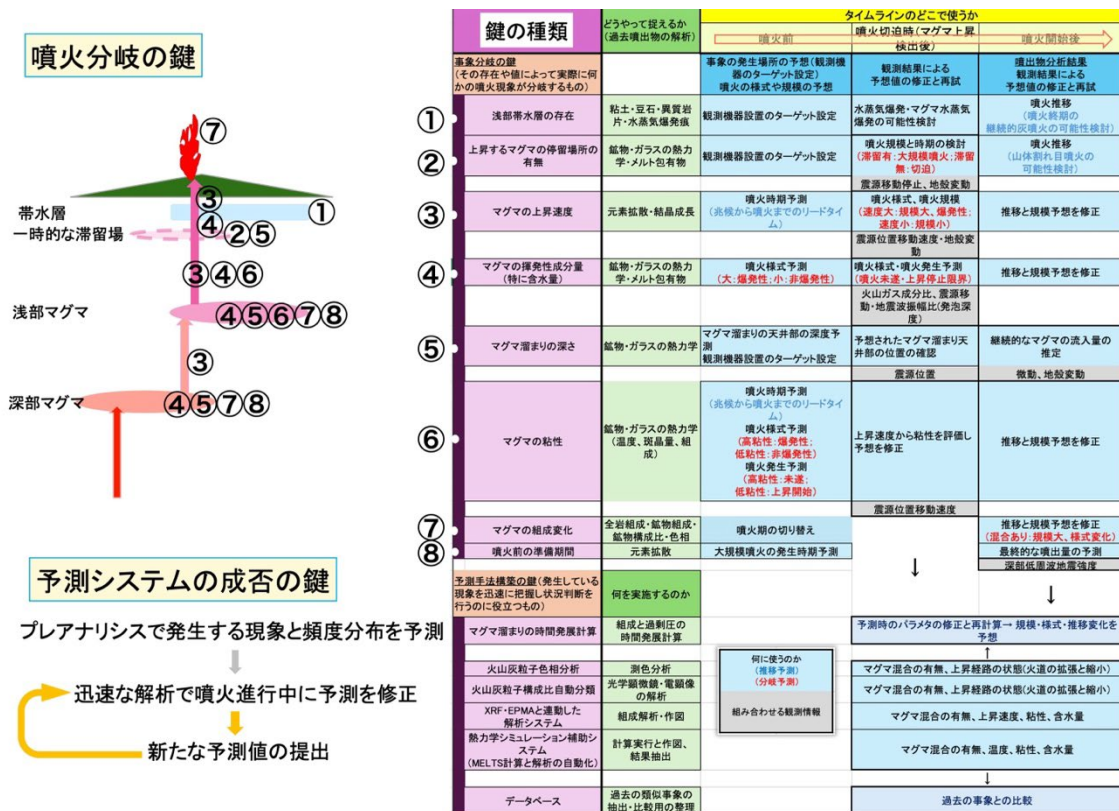 噴火分岐の鍵
⑦
③
④
①
帯水層
②⑤
一時的な滞留場
③④⑥
④⑤⑥⑦⑧
浅部マグマ
③
深部マグマ
④⑤⑦⑧
予測システムの成否の鍵
プレアナリシスで発生する現象と頻度分布を予測
迅速な解析で噴火進行中に予測を修正
新たな予測値の提出
鍵の種類
どうやって捉えるか
(過去噴出物の解析)
タイムラインのどこで使うか
噴火前
噴火切迫時(マグマ上昇
検出後)
噴火開始後
事象分岐の鍵
(その存在や値によって実際に何
かの噴火現象が分岐するもの)
事象の発生場所の予想(観測機
器のターゲット設定)
噴火の様式や規模の予想
観測結果による
予想値の修正と再試
噴出物分析結果
観測結果による
予想値の修正と再試
①
浅部帯水層の存在
粘土・豆石・異質岩
片・水蒸気爆発痕
観測機器設置のターゲット設定
水蒸気爆発・マグマ水蒸気
爆発の可能性検討
噴火推移
(噴火終期の
継続的灰噴火の可能性検討)
②
上昇するマグマの停留場所の
有無
鉱物・ガラスの熱力
学・メルト包有物
観測機器設置のターゲット設定
噴火規模と時期の検討
(滞留有:大規模噴火;滞留
無:切迫)
噴火推移
(山体割れ目噴火の
可能性検討)
震源移動停止、地殻変動
③
マグマの上昇速度
元素拡散・結晶成長
噴火時期予測
(兆候から噴火までのリードタイ
ム)
噴火様式、噴火規模
(速度大:規模大、爆発性;
速度小:規模小)
推移と規模予想を修正
震源位置移動速度・地殻変
動
④
マグマの揮発性成分量
(特に含水量)
鉱物・ガラスの熱力
学・メルト包有物
噴火様式予測
(大:爆発性;小:非爆発性)
噴火様式・噴火発生予測
(噴火未遂・上昇停止限界)
推移と規模予想を修正
火山ガス成分比、震源移
動・地震波振幅比(発泡深
度)
⑤
マグマ溜まりの深さ
鉱物・ガラスの熱力学
マグマ溜まりの天井部の深度予
測
観測機器設置のターゲット設定
予想されたマグマ溜まり天
井部の位置の確認
継続的なマグマの流入量の
推定
震源位置
微動、地殻変動
⑥
マグマの粘性
鉱物・ガラスの熱力学
(温度、斑晶量、組
成)
噴火時期予測
(兆候から噴火までのリードタイ
ム)
噴火様式予測
(高粘性:爆発性;
低粘性:非爆発性)
噴火発生予測
(高粘性:未遂;
低粘性:上昇開始)
上昇速度から粘性を評価し
予想を修正
推移と規模予想を修正
震源位置移動速度
⑦
マグマの組成変化
全岩組成・鉱物組成・
鉱物構成比・色相
噴火期の切り替え
推移と規模予想を修正
(混合あり:規模大、様式変化)
⑧
噴火前の準備期間
元素拡散
大規模噴火の発生時期予測
最終的な噴出量の予測
深部低周波地震強度
予測手法構築の鍵(発生している
現象を迅速に把握し状況判断を
行うのに役立つもの)
何を実施するのか
↓
↓
マグマ溜まりの時間発展計算
組成と過剰圧の
時間発展計算
予測時のパラメタの修正と再計算→ 規模・様式・推移変化を
予想
↑
何に使うのか
(推移予測)
(分岐予測)
組み合わせる観測情報
火山灰粒子色相分析
測色分析
マグマ混合の有無、上昇経路の状態(火道の拡張と縮小)
火山灰粒子構成比自動分類
光学顕微鏡・電顕像
の解析
マグマ混合の有無、上昇経路の状態(火道の拡張と縮小)
XRF・EPMAと連動した
解析システム
組成解析・作図
マグマ混合の有無、上昇速度、粘性、含水量
熱力学シミュレーション補助シ
ステム
(MELTS計算と解析の自動化)
計算実行と作図、
結果抽出
マグマ混合の有無、温度、粘性、含水量
↓
データベース
過去の類似事象の
抽出・比較用の整理
過去の事象との比較